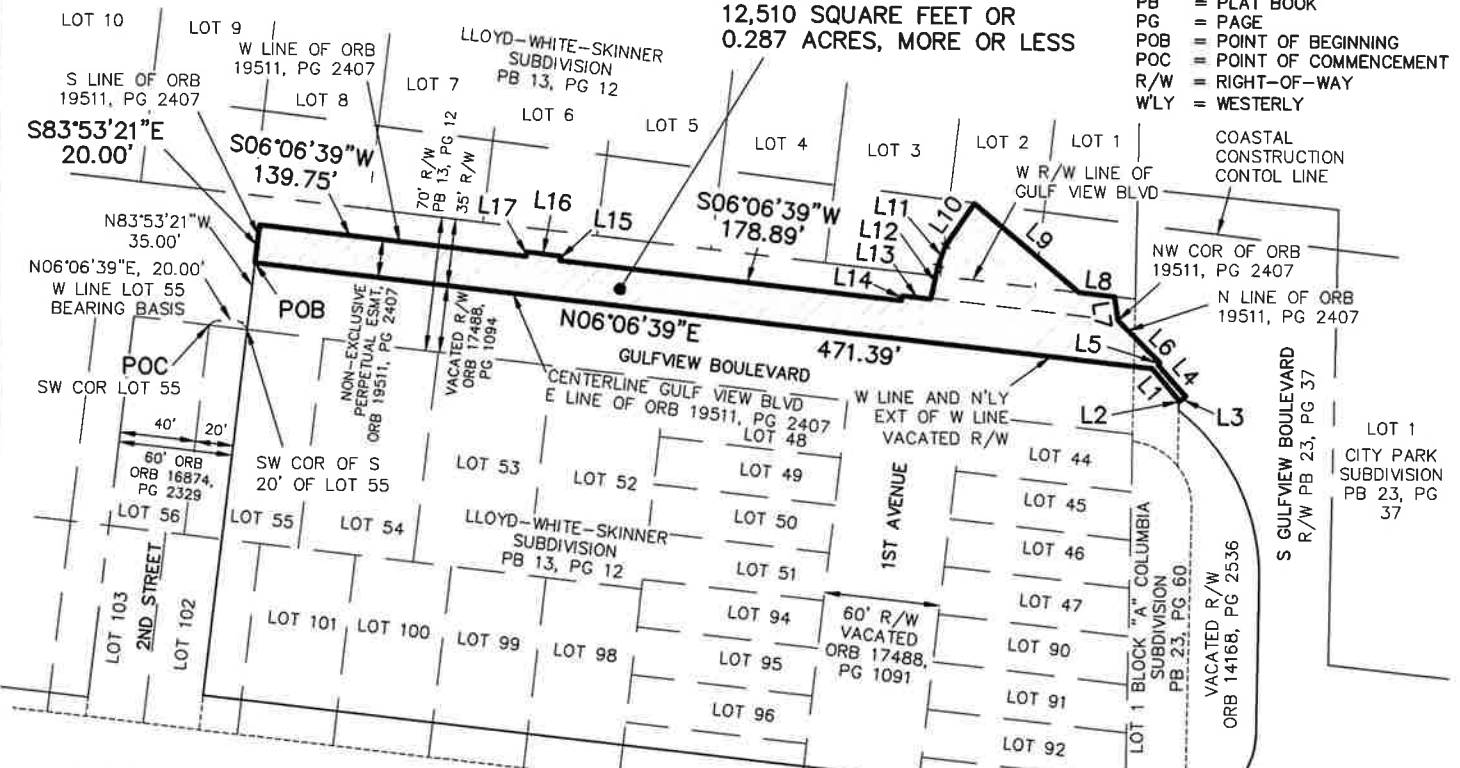 LOT 10
LOT 9
W LINE OF ORB
19511, PG 2407
S LINE OF ORB
19511, PG 2407
LOT 8
LOT 7
LLOYD-WHITE-SKINNER
SUBDIVISION
PB 13, PG 12
12,510 SQUARE FEET OR
0.287 ACRES, MORE OR LESS
PB = PLAT BOOK
PG = PAGE
POB = POINT OF BEGINNING
POC = POINT OF COMMENCEMENT
R/W = RIGHT-OF-WAY
W'LY = WESTERLY
LOT 6
LOT 5
LOT 4
LOT 3
LOT 2
LOT 1
COASTAL
CONSTRUCTION
CONTOL LINE
W R/W LINE OF
GULF VIEW BLVD
S83°53'21"E
20.00'
S06°06'39"W
139.75'
70' R/W
PB 13, PG 12
35' R/W
L17
L16
L15
S06°06'39"W
178.89'
L11
L12
L13
L14
L10
L9
L8
L7
NW COR OF ORB
19511, PG 2407
N LINE OF ORB
19511, PG 2407
N83°53'21"W
35.00'
N06°06'39"E, 20.00'
W LINE LOT 55
BEARING BASIS
POB
POC
SW COR LOT 55
NON-EXCLUSIVE
PERPETUAL ESMT,
ORB 19511, PG 2407
VACATED R/W
ORB 17488,
PG 1094
N06°06'39"E
471.39'
GULFVIEW BOULEVARD
CENTERLINE GULF VIEW BLVD
E LINE OF ORB 19511, PG 2407
W LINE AND N'LY
EXT OF W LINE
VACATED R/W
L5
L6
L4
L1
L2
L3
S GULFVIEW BOULEVARD
R/W PB 23, PG 37
LOT 1
CITY PARK
SUBDIVISION
PB 23, PG
37
40'
20'
60' ORB
ORB 16874,
PG 2329
SW COR OF S
20' OF LOT 55
LOT 56
LOT 55
LOT 54
LOT 53
LOT 52
LLOYD-WHITE-SKINNER
SUBDIVISION
PB 13, PG 12
LOT 48
LOT 49
LOT 50
LOT 51
LOT 94
LOT 95
LOT 96
1ST AVENUE
60' R/W
VACATED
ORB 17488,
PG 1091
LOT 44
LOT 45
LOT 46
LOT 47
LOT 90
LOT 91
LOT 92
LOT 1 BLOCK "A" COLUMBIA
SUBDIVISION
PB 23, PG 60
VACATED R/W
ORB 14168, PG 2536
LOT 103
2ND STREET
LOT 102
LOT 101
LOT 100
LOT 99
LOT 98